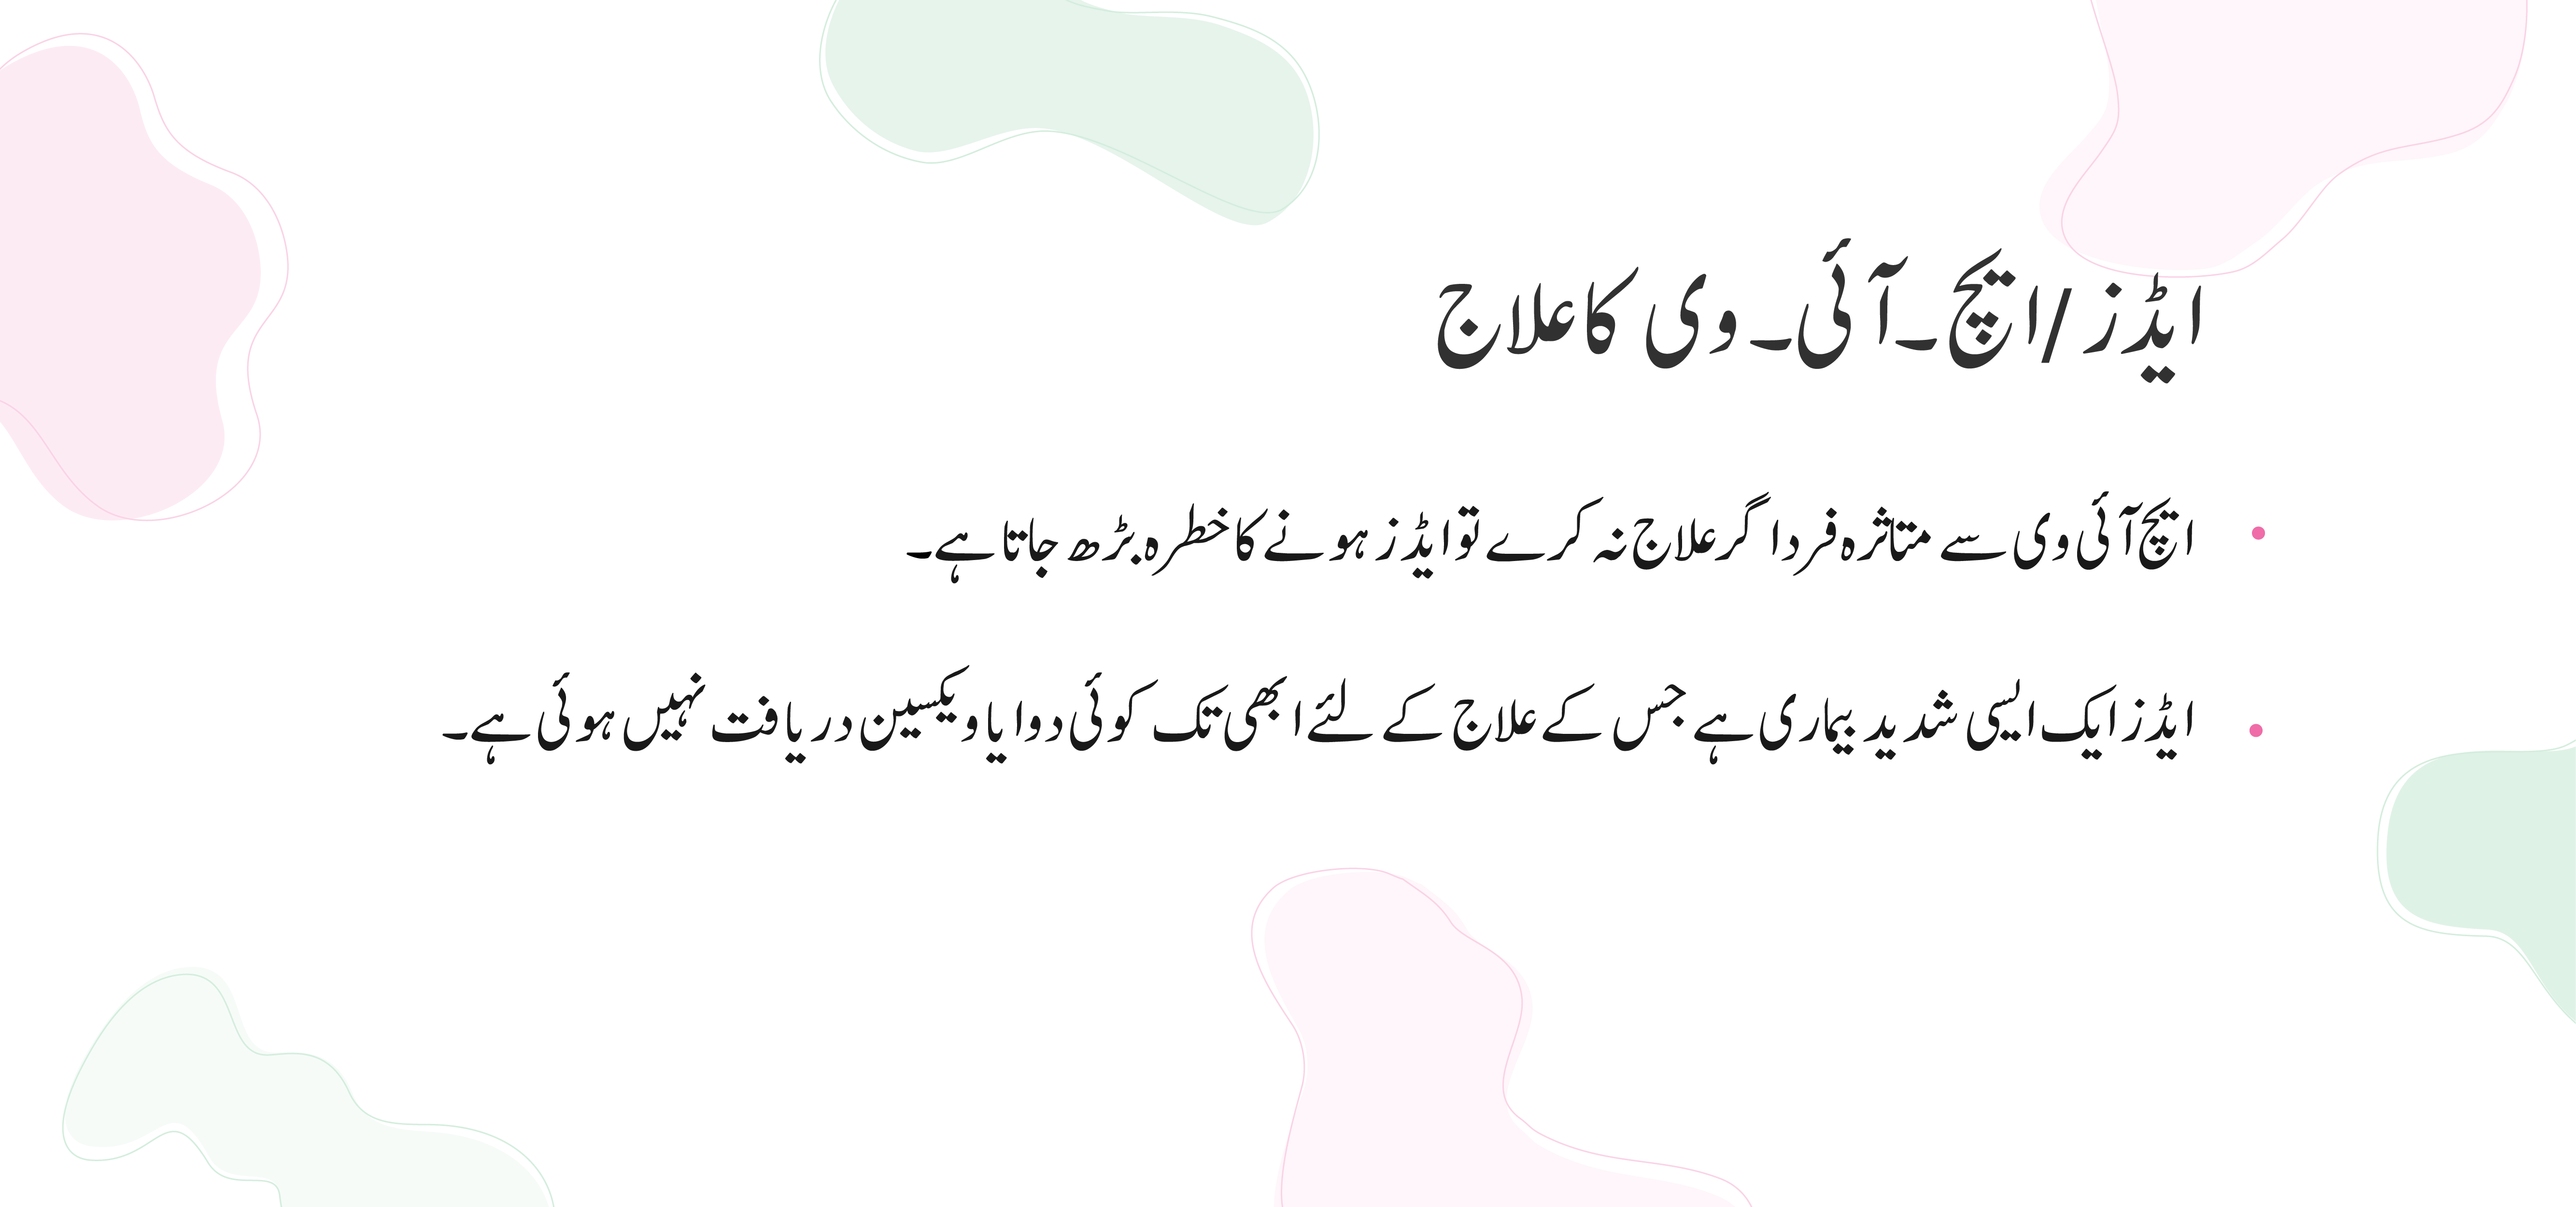 ایڈز /ایچ۔آئی۔وی کا علاج
ایچ آئی وی سے متاثرہ فرد اگر علاج نہ کرے تو ایڈز ہونے کا خطرہ بڑھ جاتا ہے۔
ایڈز ایک ایسی شدید بیماری ہے جس کے علاج کے لئے ابھی تک کوئی دوا یا ویکسین دریافت نہیں ہوئی ہے۔